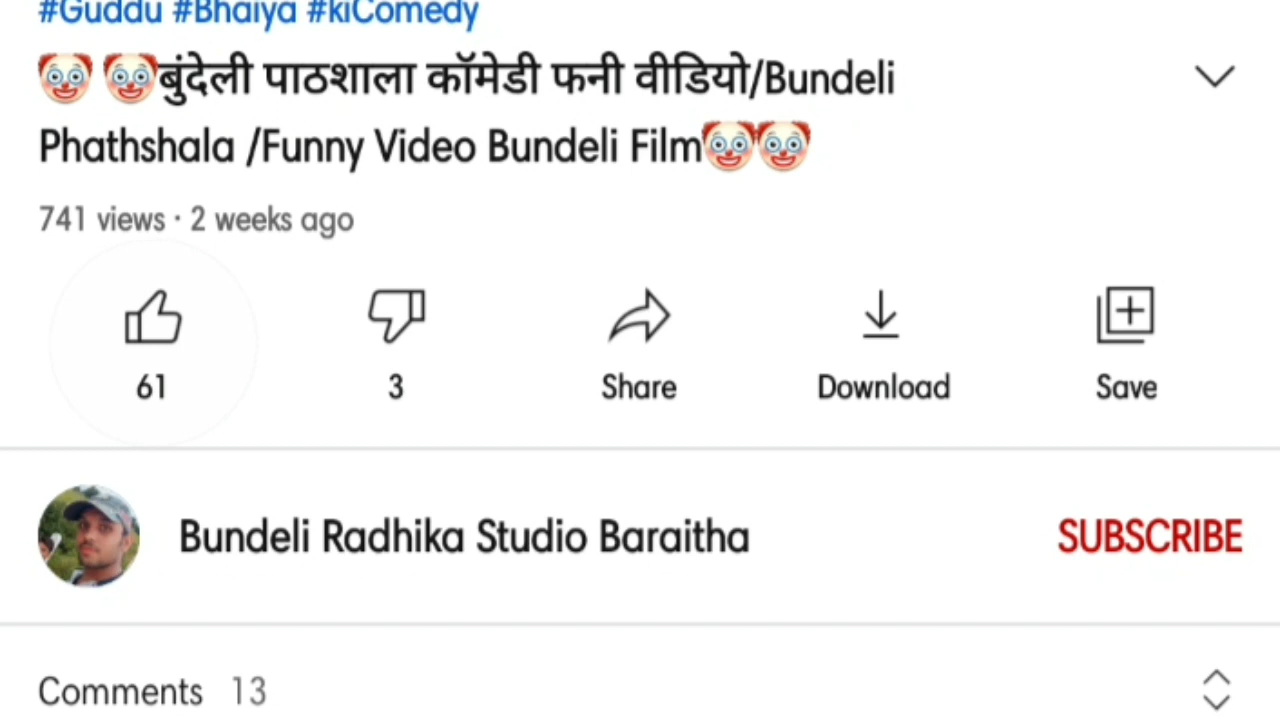 #Guddu #Bhaiya #kiComedy
🤡 🤡बुंदेली पाठशाला कॉमेडी फनी वीडियो/Bundeli
Phathshala /Funny Video Bundeli Film🤡🤡
741 views · 2 weeks ago
61
3
Share
Download
Save
Bundeli Radhika Studio Baraitha
SUBSCRIBE
Comments 13